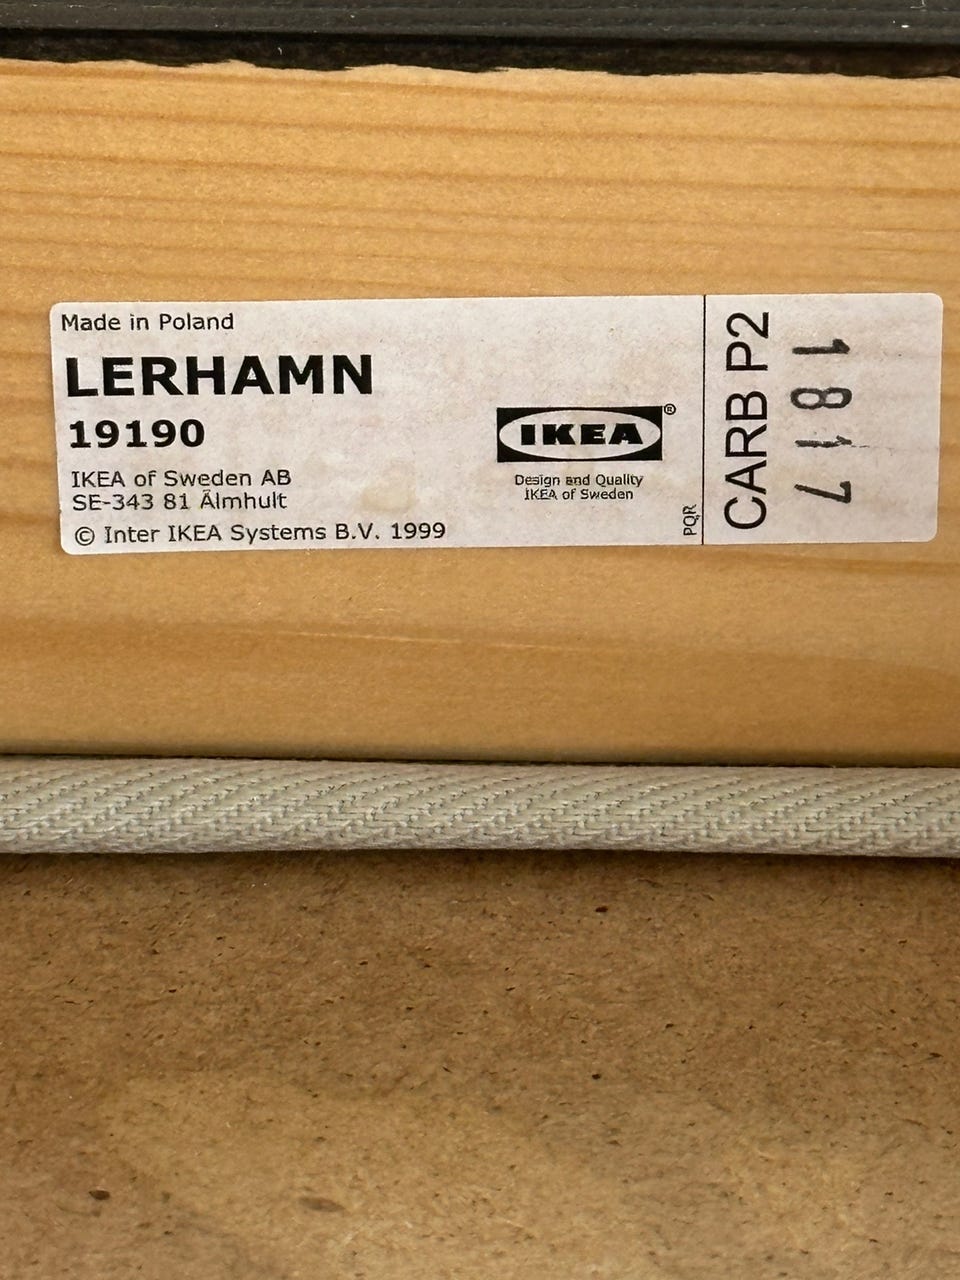 Made in Poland
LERHAMN
19190
IKEA of Sweden AB
SE-343 81 Älmhult
© Inter IKEA Systems B.V. 1999
IKEA®
Design and Quality
IKEA of Sweden
PQR
CARB P2
1817